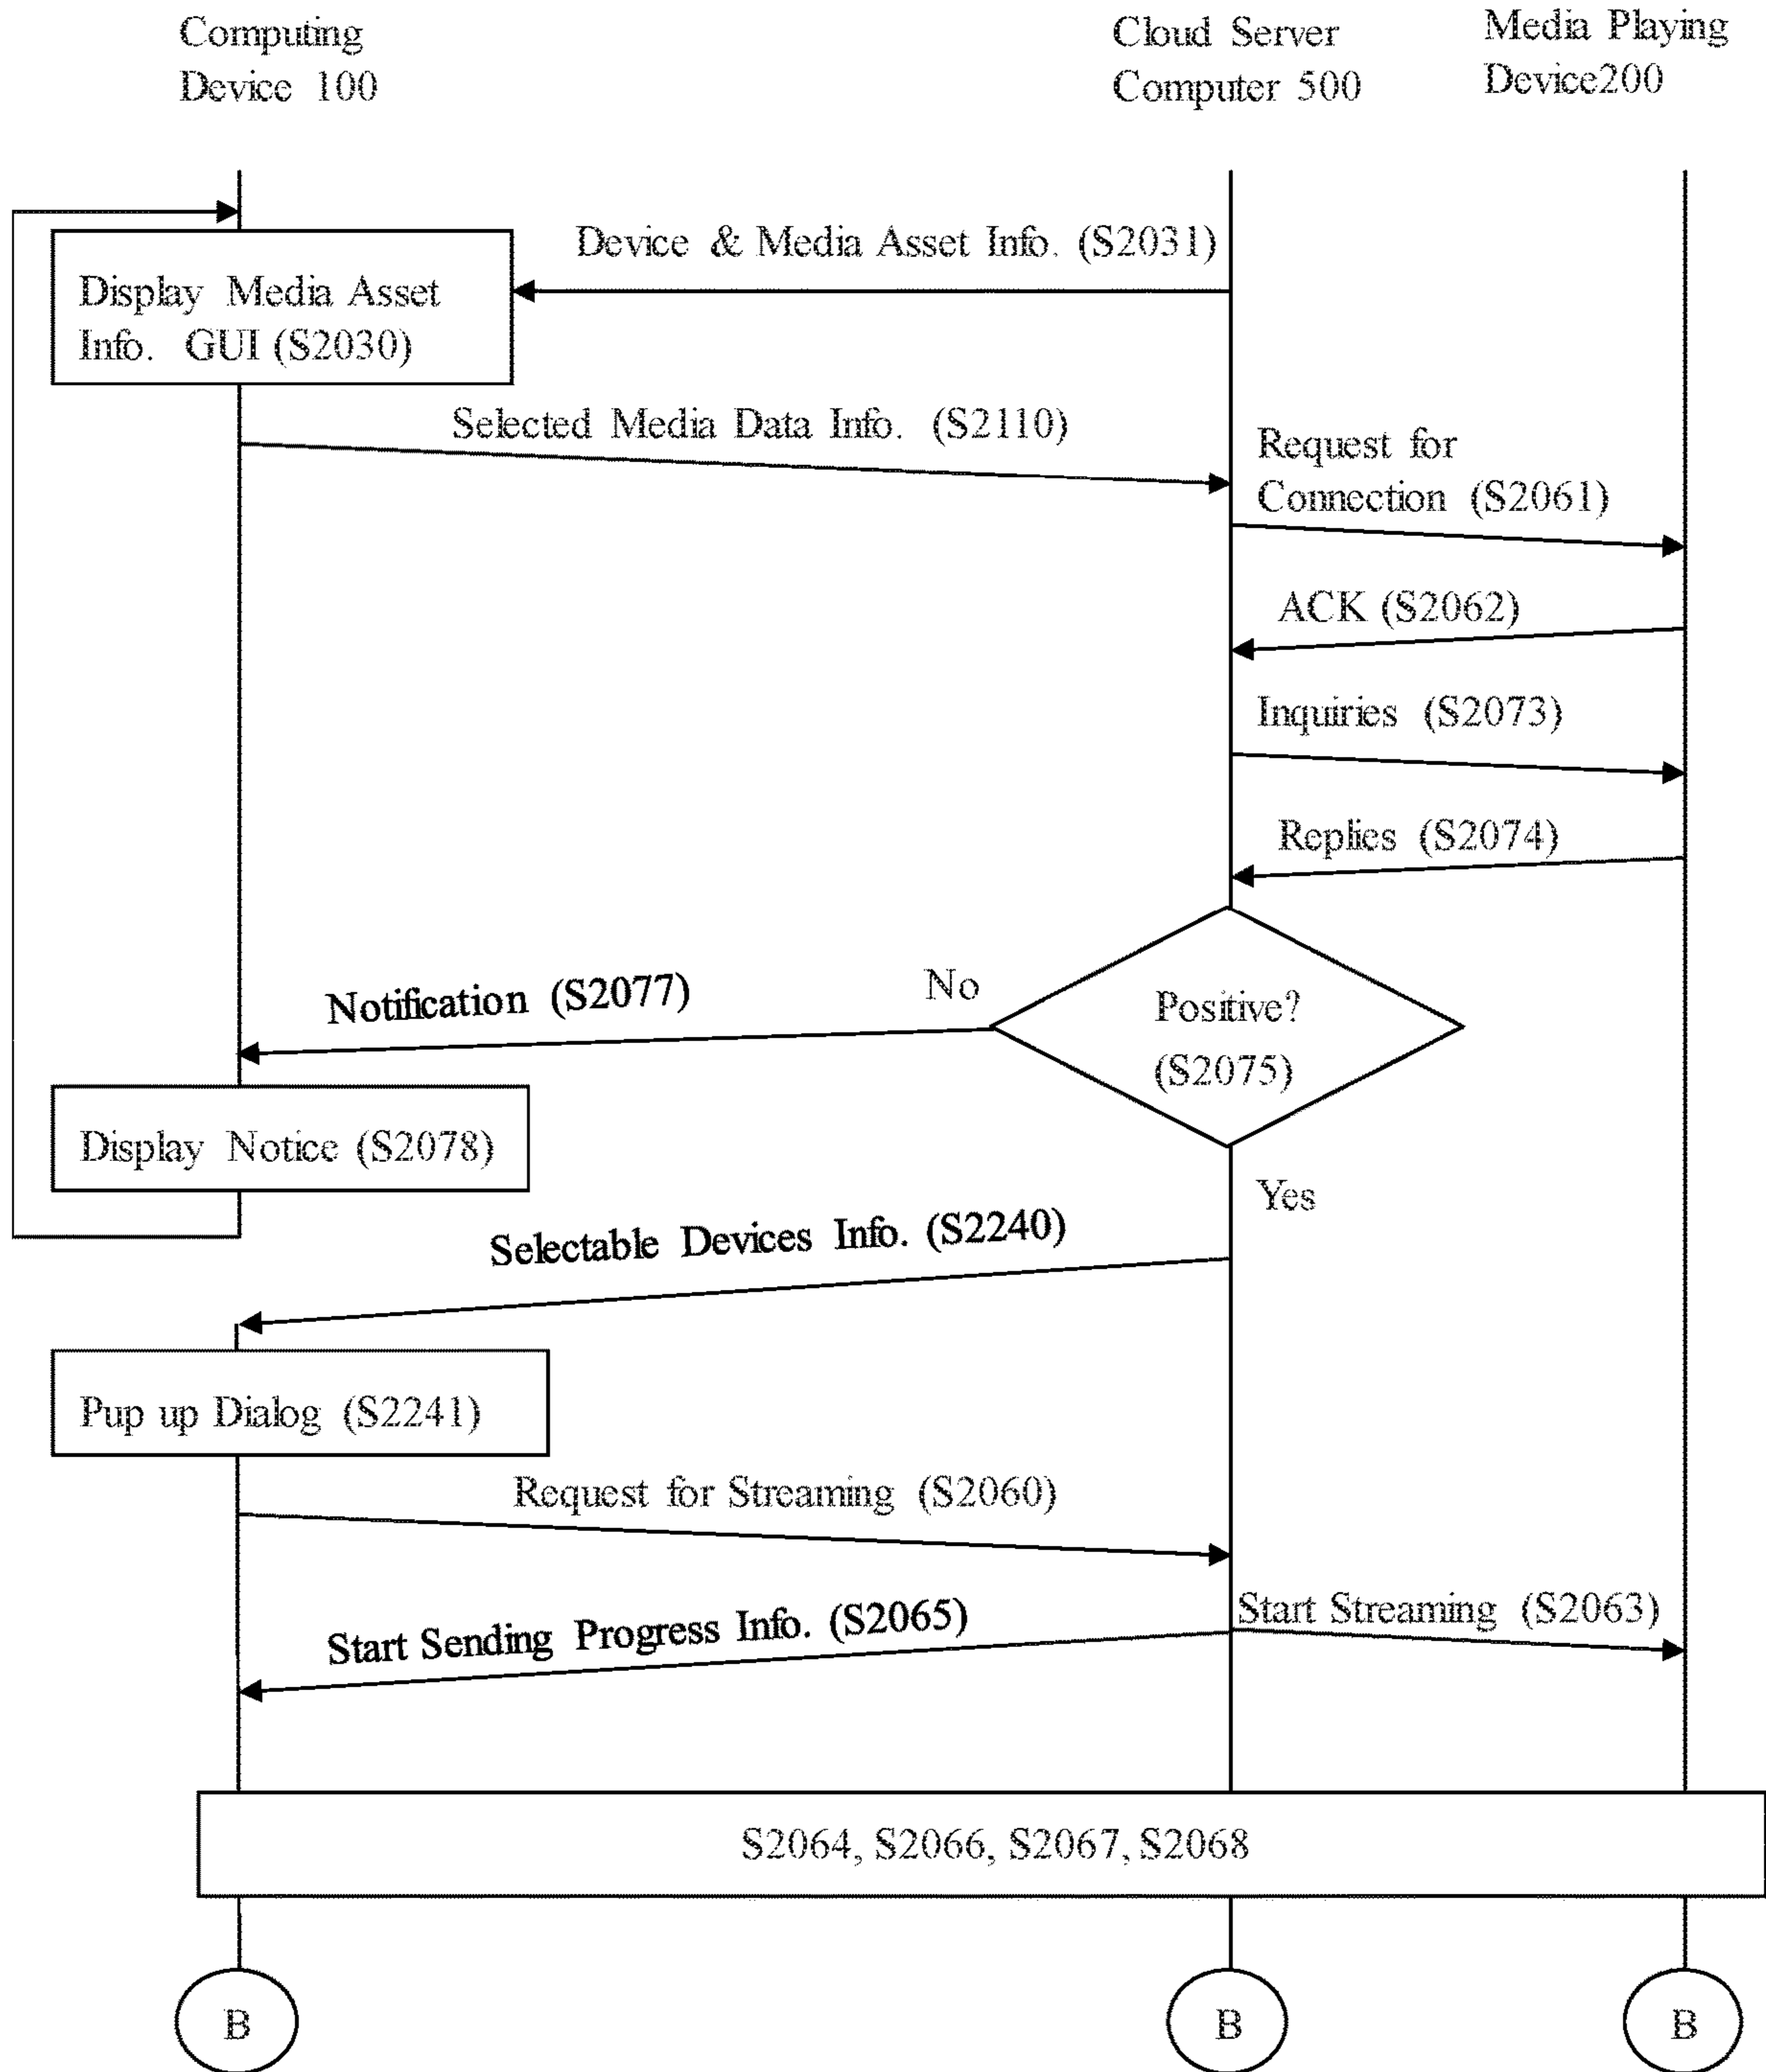 Computing
Device 100
Cloud Server
Computer 500
Media Playing
Device200
Device & Media Asset Info. (S2031)
Display Media Asset
Info. GUI (S2030)
Selected Media Data Info. (S2110)
Request for
Connection (S2061)
ACK (S2062)
Inquiries (S2073)
Replies (S2074)
No
Notification (S2077)
Positive?
(S2075)
Display Notice (S2078)
Yes
Selectable Devices Info. (S2240)
Pup up Dialog (S2241)
Request for Streaming (S2060)
Start Sending Progress Info. (S2065)
Start Streaming (S2063)
S2064, S2066, S2067, S2068
B
B
B